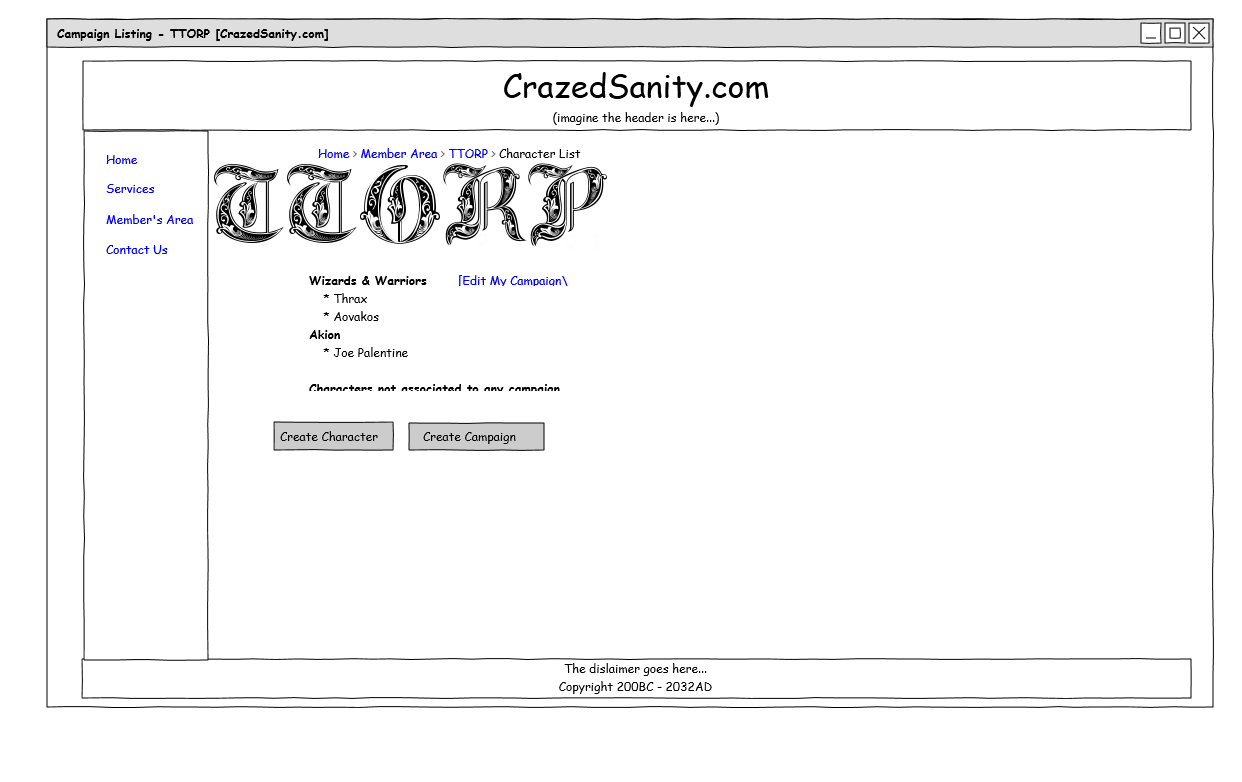 Campaign Listing - TTORP [CrazedSanity.com]
CrazedSanity.com
(imagine the header is here...)
Home
Services
Member's Area
Contact Us
Home > Member Area > TTORP > Character List
TTORP
Wizards & Warriors [Edit My Campaign\
* Thrax
* Aovakos
Akion
* Joe Palentine
Characters not associated to any campaign
Create Character Create Campaign
The dislaimer goes here...
Copyright 200BC - 2032AD